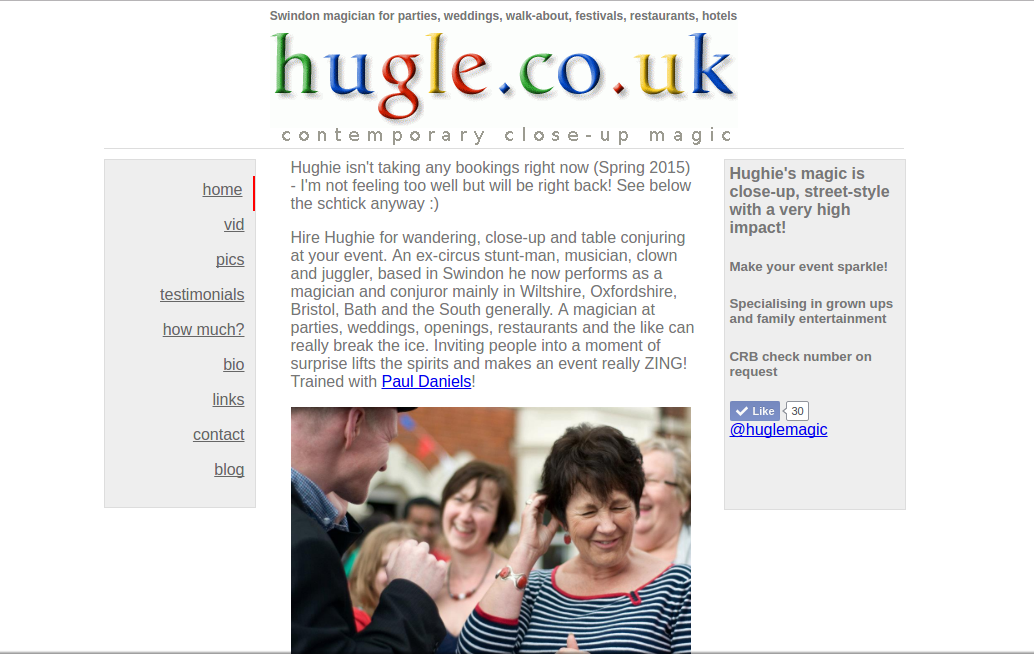 Swindon magician for parties, weddings, walk-about, festivals, restaurants, hotels
hugle.co.uk
contemporary close-up magic
home
vid
pics
testimonials
how much?
bio
links
contact
blog
Hughie isn't taking any bookings right now (Spring 2015)
- I'm not feeling too well but will be right back! See below
the schtick anyway :)
Hire Hughie for wandering, close-up and table conjuring
at your event. An ex-circus stunt-man, musician, clown
and juggler, based in Swindon he now performs as a
magician and conjuror mainly in Wiltshire, Oxfordshire,
Bristol, Bath and the South generally. A magician at
parties, weddings, openings, restaurants and the like can
really break the ice. Inviting people into a moment of
surprise lifts the spirits and makes an event really ZING!
Trained with Paul Daniels!
Hughie's magic is
close-up, street-style
with a very high
impact!
Make your event sparkle!
Specialising in grown ups
and family entertainment
CRB check number on
request
Like 30
@huglemagic